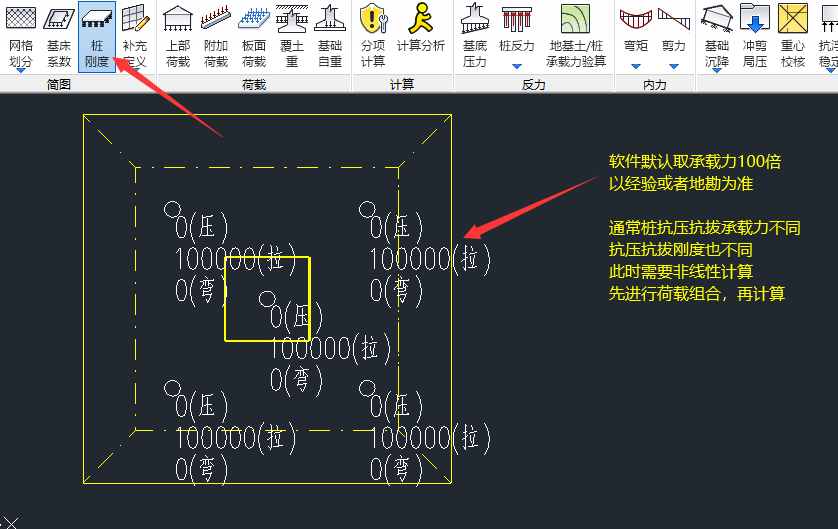 网格 基床 桩 补充 上部 附加 板面 覆土 基础 分项 计算分析 基底 桩反力 地基土/桩 弯矩 剪力 基础 冲剪 重心 抗浮
划分 系数 刚度 定义 荷载 荷载 荷载 重 自重 计算 压力 承载力验算 沉降 局压 校核 稳定
简图 荷载 计算 反力 内力
软件默认取承载力100倍
以经验或者地勘为准
通常桩抗压抗拔承载力不同
抗压抗拔刚度也不同
此时需要非线性计算
先进行荷载组合，再计算
0(压) 0(压)
100000(拉) 100000(拉)
0(弯) 0(弯)
0(压)
100000(拉)
0(弯)
0(压) 0(压)
100000(拉) 100000(拉)
0(弯) 0(弯)